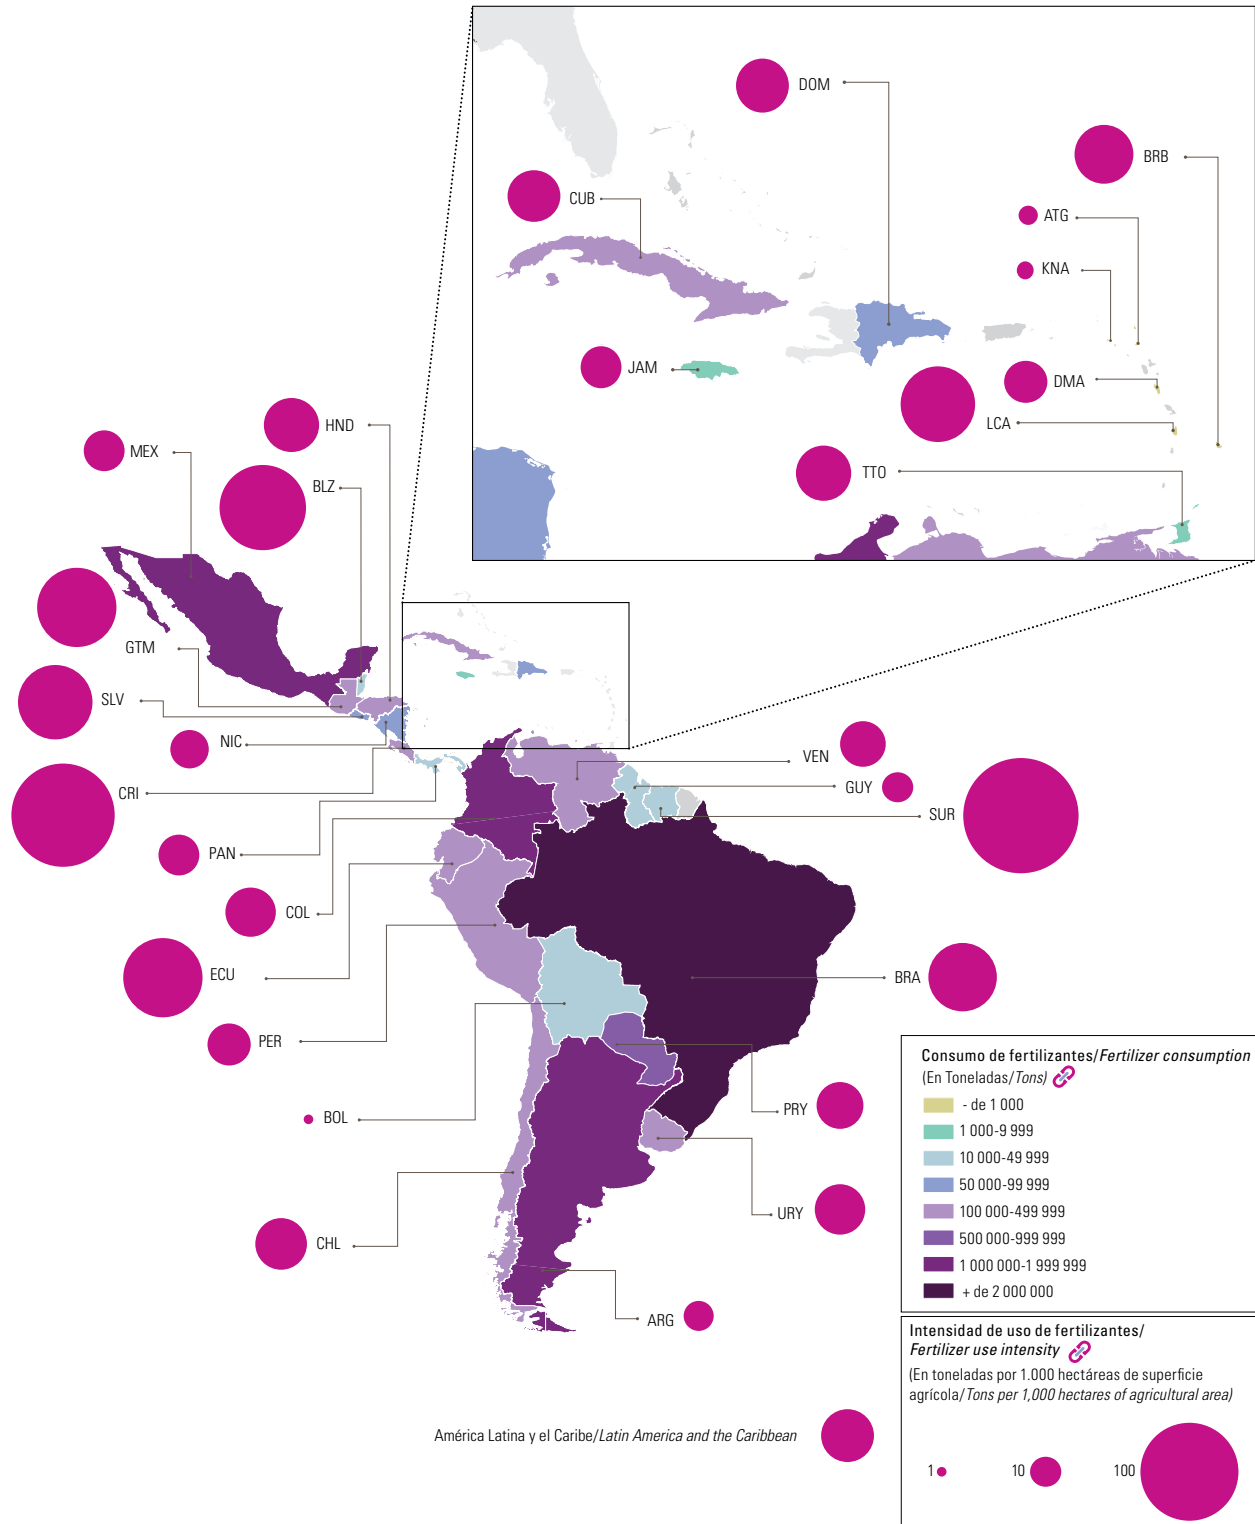 DOM
BRB
CUB
ATG
KNA
JAM
DMA
LCA
TTO
HND
MEX
BLZ
GTM
SLV
NIC
CRI
PAN
COL
ECU
PER
BOL
CHL
VEN
GUY
SUR
BRA
PRY
URY
ARG
Consumo de fertilizantes/Fertilizer consumption
(En Toneladas/Tons)
- de 1 000
1 000-9 999
10 000-49 999
50 000-99 999
100 000-499 999
500 000-999 999
1 000 000-1 999 999
+ de 2 000 000
Intensidad de uso de fertilizantes/
Fertilizer use intensity
(En toneladas por 1.000 hectáreas de superficie
agrícola/Tons per 1,000 hectares of agricultural area)
1
10
100
América Latina y el Caribe/Latin America and the Caribbean